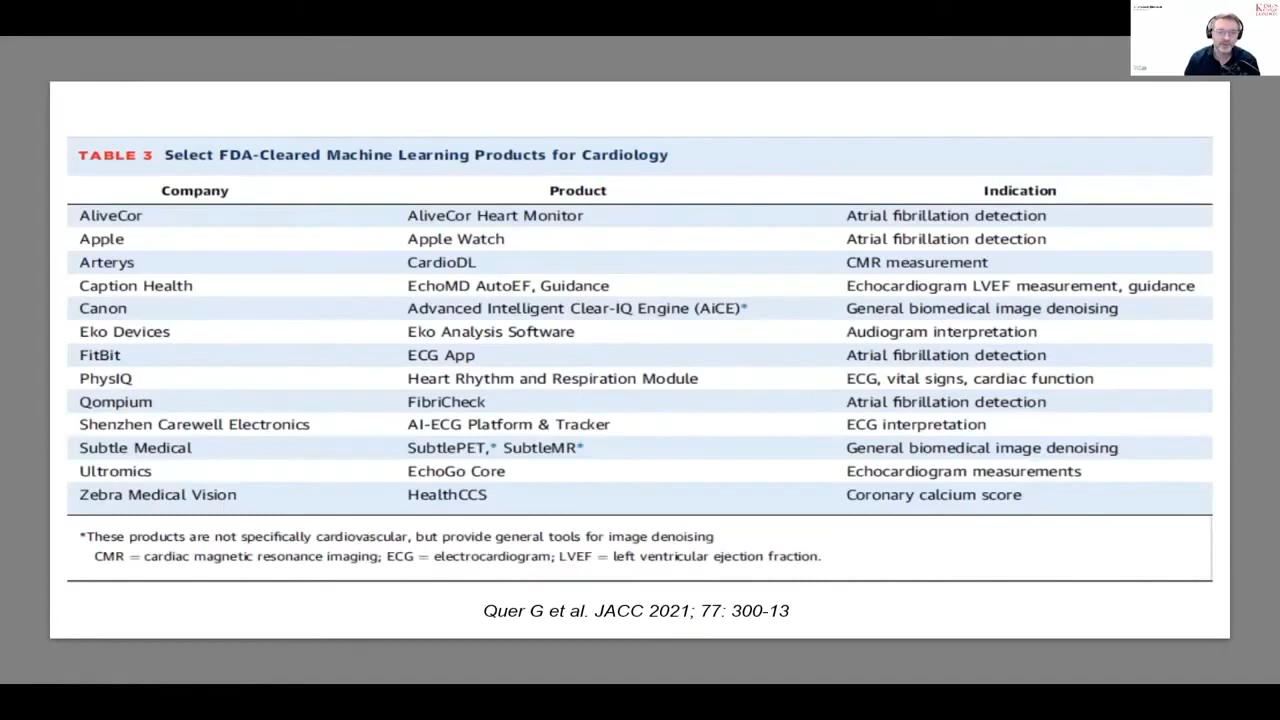 KING'S
LONDON
TABLE 3 Select FDA-Cleared Machine Learning Products for Cardiology
Company Product Indication
AliveCor AliveCor Heart Monitor Atrial fibrillation detection
Apple Apple Watch Atrial fibrillation detection
Arterys CardioDL CMR measurement
Caption Health EchoMD AutoEF, Guidance Echocardiogram LVEF measurement, guidance
Canon Advanced Intelligent Clear-IQ Engine (AiCE)* General biomedical image denoising
Eko Devices Eko Analysis Software Audiogram interpretation
FitBit ECG App Atrial fibrillation detection
PhysIQ Heart Rhythm and Respiration Module ECG, vital signs, cardiac function
Qompium FibriCheck Atrial fibrillation detection
Shenzhen Carewell Electronics AI-ECG Platform & Tracker ECG interpretation
Subtle Medical SubtlePET,* SubtleMR* General biomedical image denoising
Ultromics EchoGo Core Echocardiogram measurements
Zebra Medical Vision HealthCCS Coronary calcium score
*These products are not specifically cardiovascular, but provide general tools for image denoising
CMR = cardiac magnetic resonance imaging; ECG = electrocardiogram; LVEF = left ventricular ejection fraction.
Quer G et al. JACC 2021; 77: 300-13